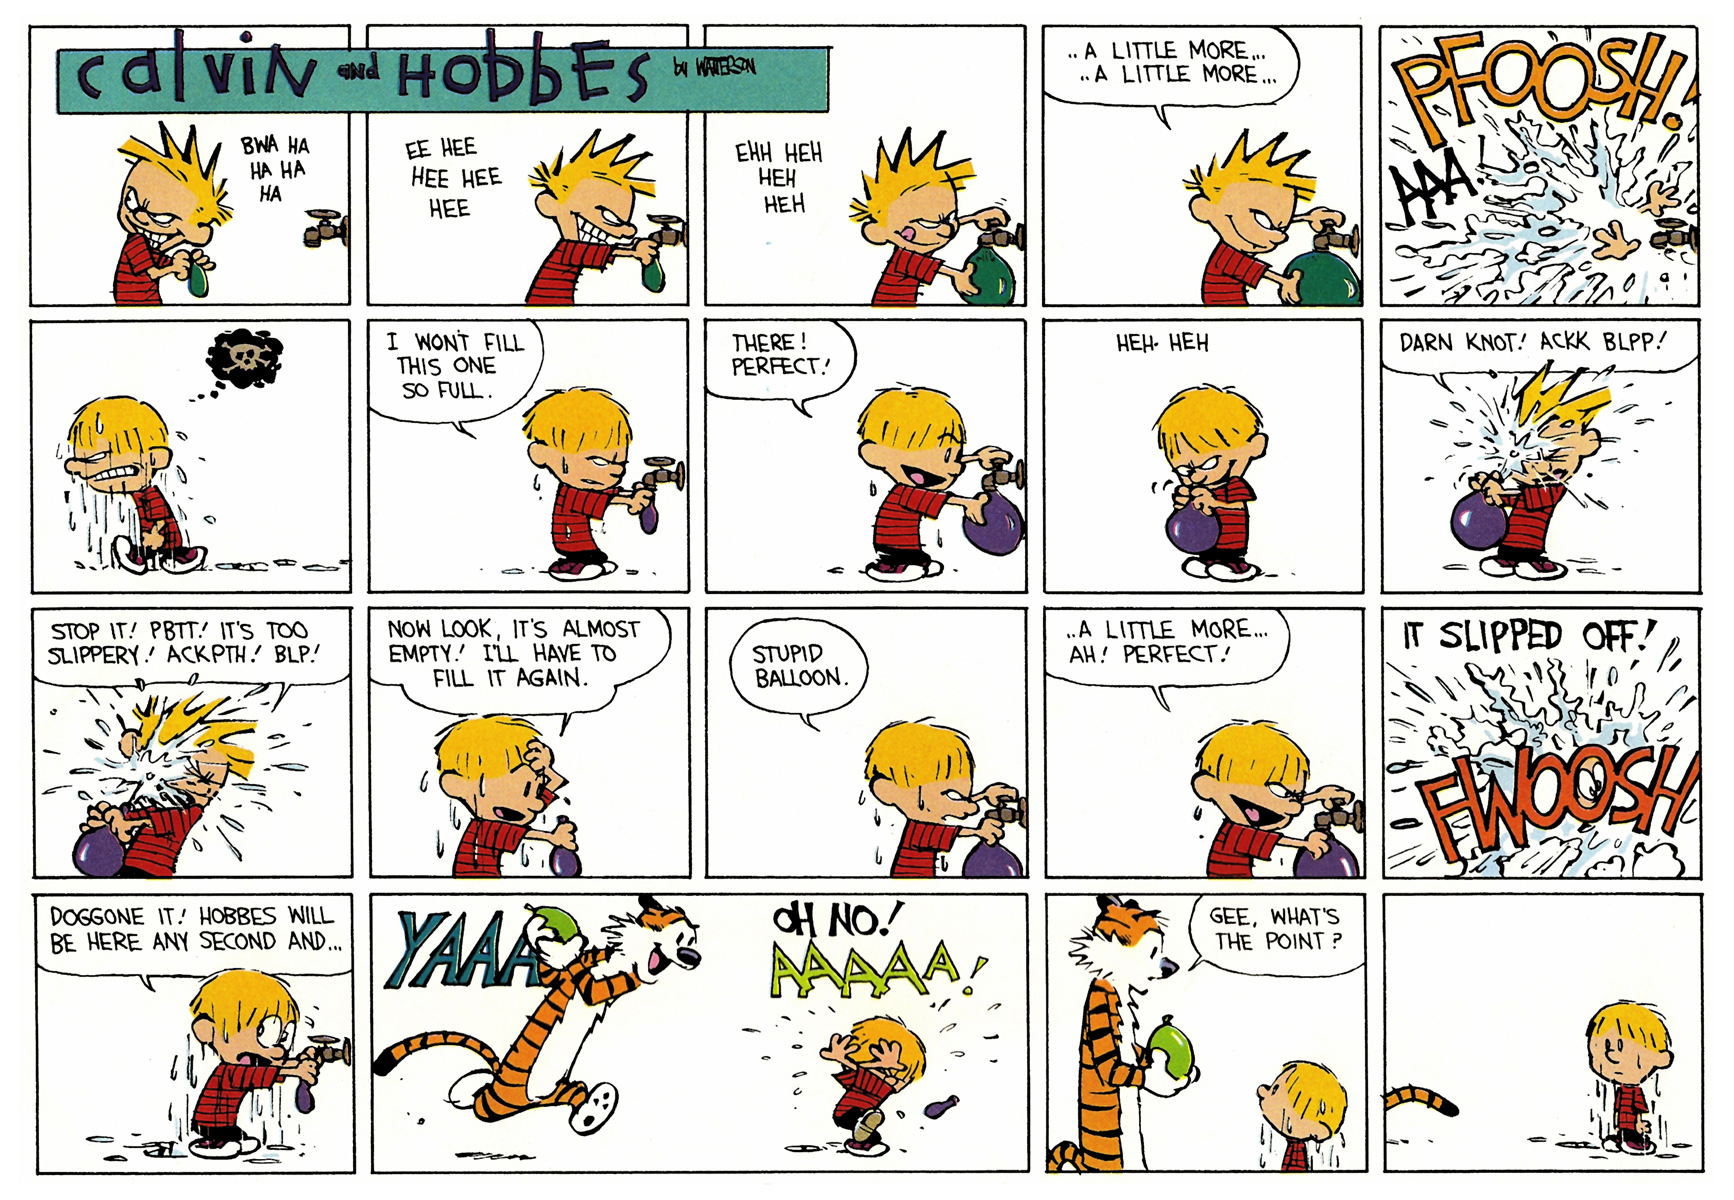 CALVIN and HOBBES by WATTERSON
BWA HA
HA HA
HA
EE HEE
HEE HEE
HEE
EHH HEH
HEH
HEH
..A LITTLE MORE...
..A LITTLE MORE...
PFOOSH!
AAA!
I WON'T FILL
THIS ONE
SO FULL.
THERE!
PERFECT!
HEH HEH
DARN KNOT! ACKK BLPP!
STOP IT! PBTT! IT'S TOO
SLIPPERY! ACKPTH! BLP!
NOW LOOK, IT'S ALMOST
EMPTY! I'LL HAVE TO
FILL IT AGAIN.
STUPID
BALLOON.
..A LITTLE MORE...
AH! PERFECT!
IT SLIPPED OFF!
FWOOSH
DOGGONE IT! HOBBES WILL
BE HERE ANY SECOND AND...
YAAA
OH NO!
AAAAA!
GEE, WHAT'S
THE POINT?